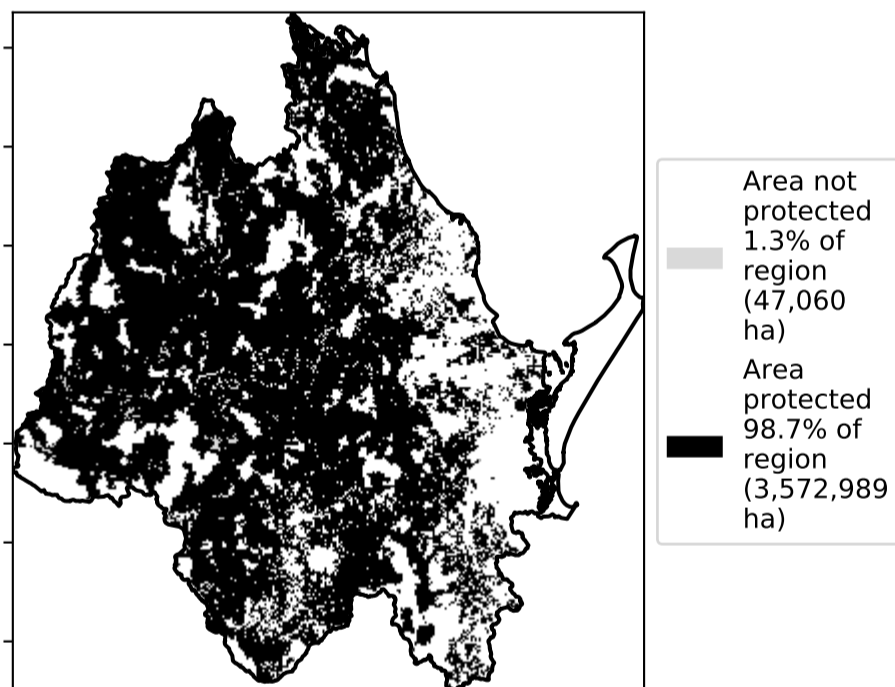 Area not
protected
1.3% of
region
(47,060
ha)
Area
protected
98.7% of
region
(3,572,989
ha)